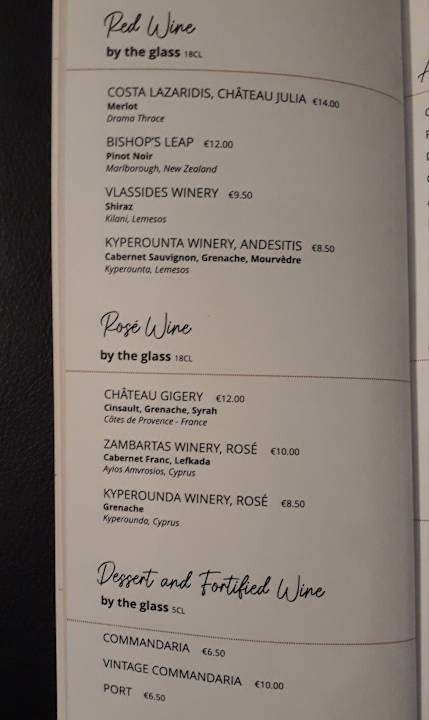 Red Wine
by the glass 18CL
COSTA LAZARIDIS, CHÂTEAU JULIA €14.00
Merlot
Drama Thrace
BISHOP'S LEAP €12.00
Pinot Noir
Marlborough, New Zealand
VLASSIDES WINERY €9.50
Shiraz
Kilani, Lemesos
KYPEROUNTA WINERY, ANDESITIS €8.50
Cabernet Sauvignon, Grenache, Mourvèdre
Kyperounta, Lemesos
Rosé Wine
by the glass 18CL
CHÂTEAU GIGERY €12.00
Cinsault, Grenache, Syrah
Côtes de Provence - France
ZAMBARTAS WINERY, ROSÉ €10.00
Cabernet Franc, Lefkada
Ayios Amvrosios, Cyprus
KYPEROUNDA WINERY, ROSÉ €8.50
Grenache
Kyperounda, Cyprus
Dessert and Fortified Wine
by the glass 5CL
COMMANDARIA €6.50
VINTAGE COMMANDARIA €10.00
PORT €6.50